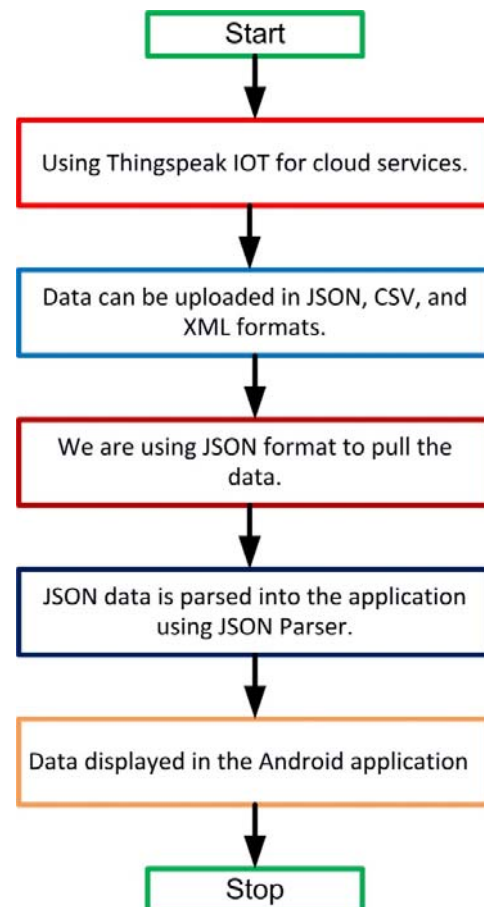 Start
Using Thingspeak IOT for cloud services.
Data can be uploaded in JSON, CSV, and
XML formats.
We are using JSON format to pull the
data.
JSON data is parsed into the application
using JSON Parser.
Data displayed in the Android application
Stop